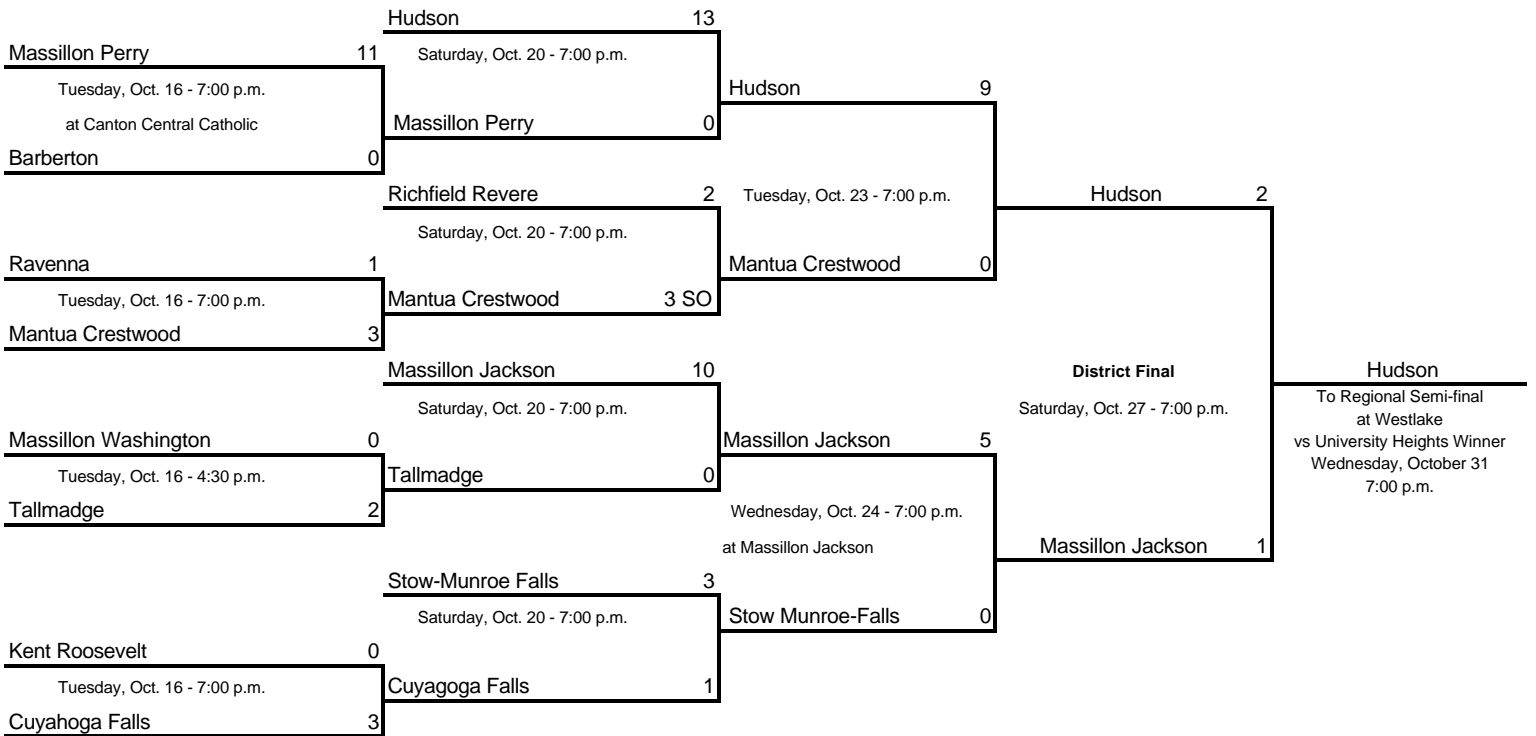 Hudson 13
Massillon Perry 11
Saturday, Oct. 20 - 7:00 p.m.
Tuesday, Oct. 16 - 7:00 p.m.
Hudson 9
at Canton Central Catholic
Massillon Perry 0
Barberton 0
Richfield Revere 2
Tuesday, Oct. 23 - 7:00 p.m.
Hudson 2
Saturday, Oct. 20 - 7:00 p.m.
Ravenna 1
Mantua Crestwood 0
Tuesday, Oct. 16 - 7:00 p.m.
Mantua Crestwood 3 SO
Mantua Crestwood 3
Massillon Jackson 10
District Final
Hudson
Saturday, Oct. 20 - 7:00 p.m.
Saturday, Oct. 27 - 7:00 p.m.
To Regional Semi-final
at Westlake
vs University Heights Winner
Wednesday, October 31
7:00 p.m.
Massillon Washington 0
Massillon Jackson 5
Tuesday, Oct. 16 - 4:30 p.m.
Tallmadge 0
Tallmadge 2
Wednesday, Oct. 24 - 7:00 p.m.
at Massillon Jackson
Massillon Jackson 1
Stow-Munroe Falls 3
Saturday, Oct. 20 - 7:00 p.m.
Stow Munroe-Falls 0
Kent Roosevelt 0
Tuesday, Oct. 16 - 7:00 p.m.
Cuyagoga Falls 1
Cuyahoga Falls 3